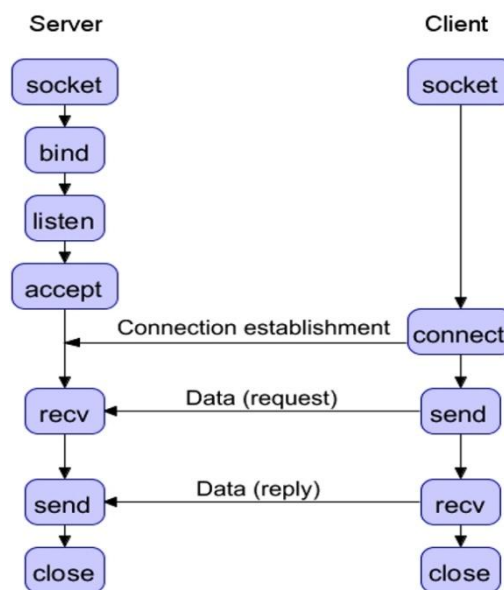 Server Client
socket socket
bind
listen
accept
Connection establishment connect
recv Data (request) send
send Data (reply) recv
close close